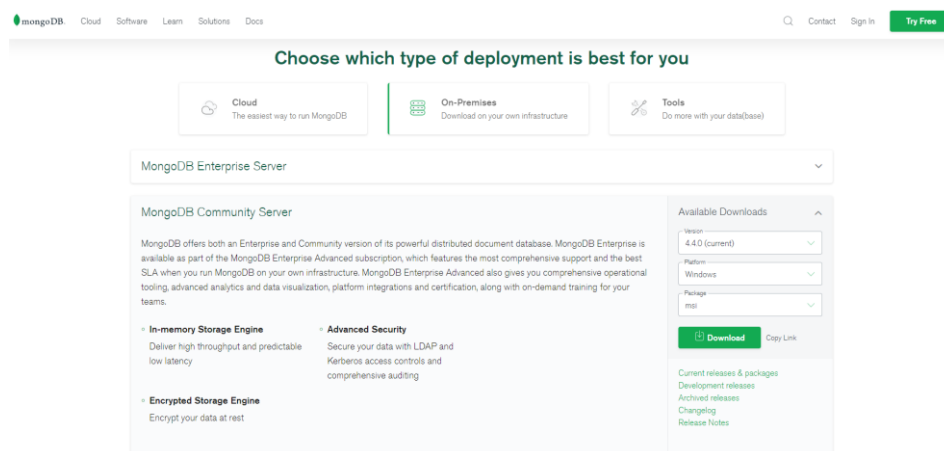 mongoDB. Cloud Software Learn Solutions Docs Contact Sign In Try Free
Choose which type of deployment is best for you
Cloud
The easiest way to run MongoDB
On-Premises
Download on your own infrastructure
Tools
Do more with your data(base)
MongoDB Enterprise Server
MongoDB Community Server
MongoDB offers both an Enterprise and Community version of its powerful distributed document database. MongoDB Enterprise is
available as part of the MongoDB Enterprise Advanced subscription, which features the most comprehensive support and the best
SLA when you run MongoDB on your own infrastructure. MongoDB Enterprise Advanced also gives you comprehensive operational
tooling, advanced analytics and data visualization, platform integrations and certification, along with on-demand training for your
teams.
In-memory Storage Engine
Deliver high throughput and predictable
low latency
Advanced Security
Secure your data with LDAP and
Kerberos access controls and
comprehensive auditing
Encrypted Storage Engine
Encrypt your data at rest
Available Downloads
Version
4.4.0 (current)
Platform
Windows
Package
msi
Download Copy Link
Current releases & packages
Development releases
Archived releases
Changelog
Release Notes